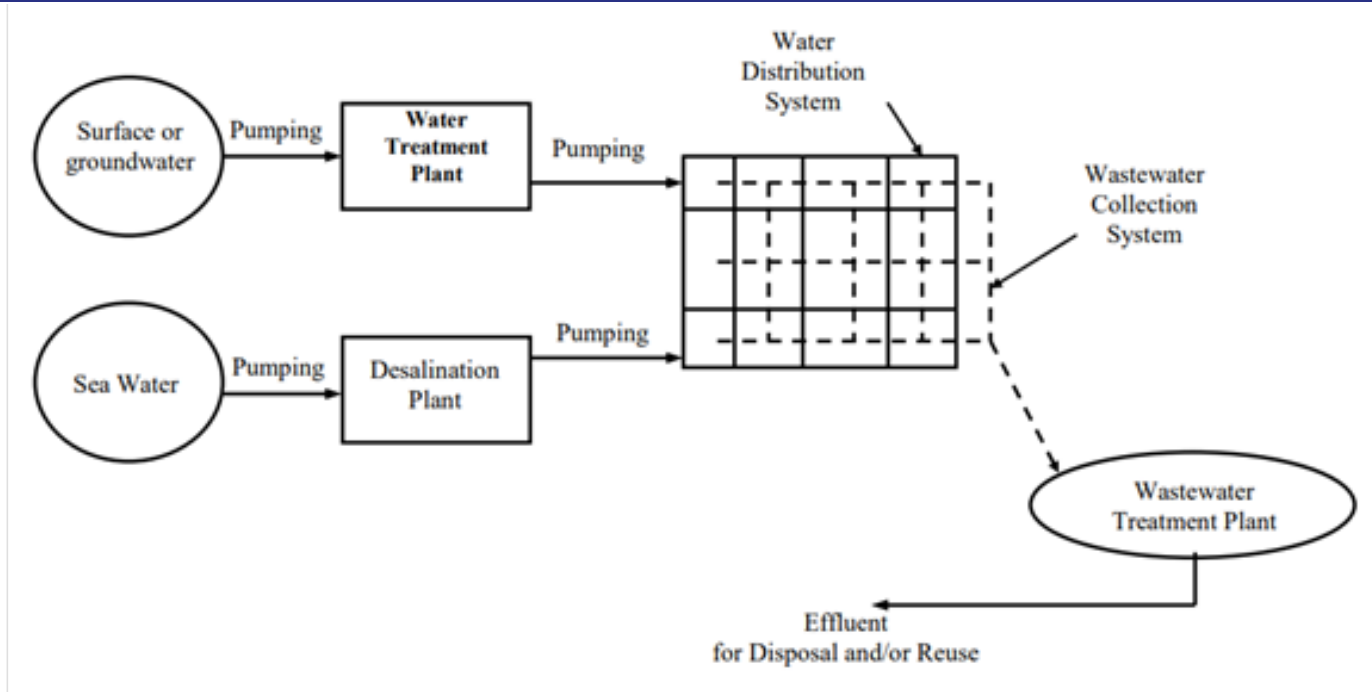 Water
Distribution
System
Surface or
groundwater
Pumping
Water
Treatment
Plant
Pumping
Wastewater
Collection
System
Sea Water
Pumping
Desalination
Plant
Pumping
Wastewater
Treatment Plant
Effluent
for Disposal and/or Reuse